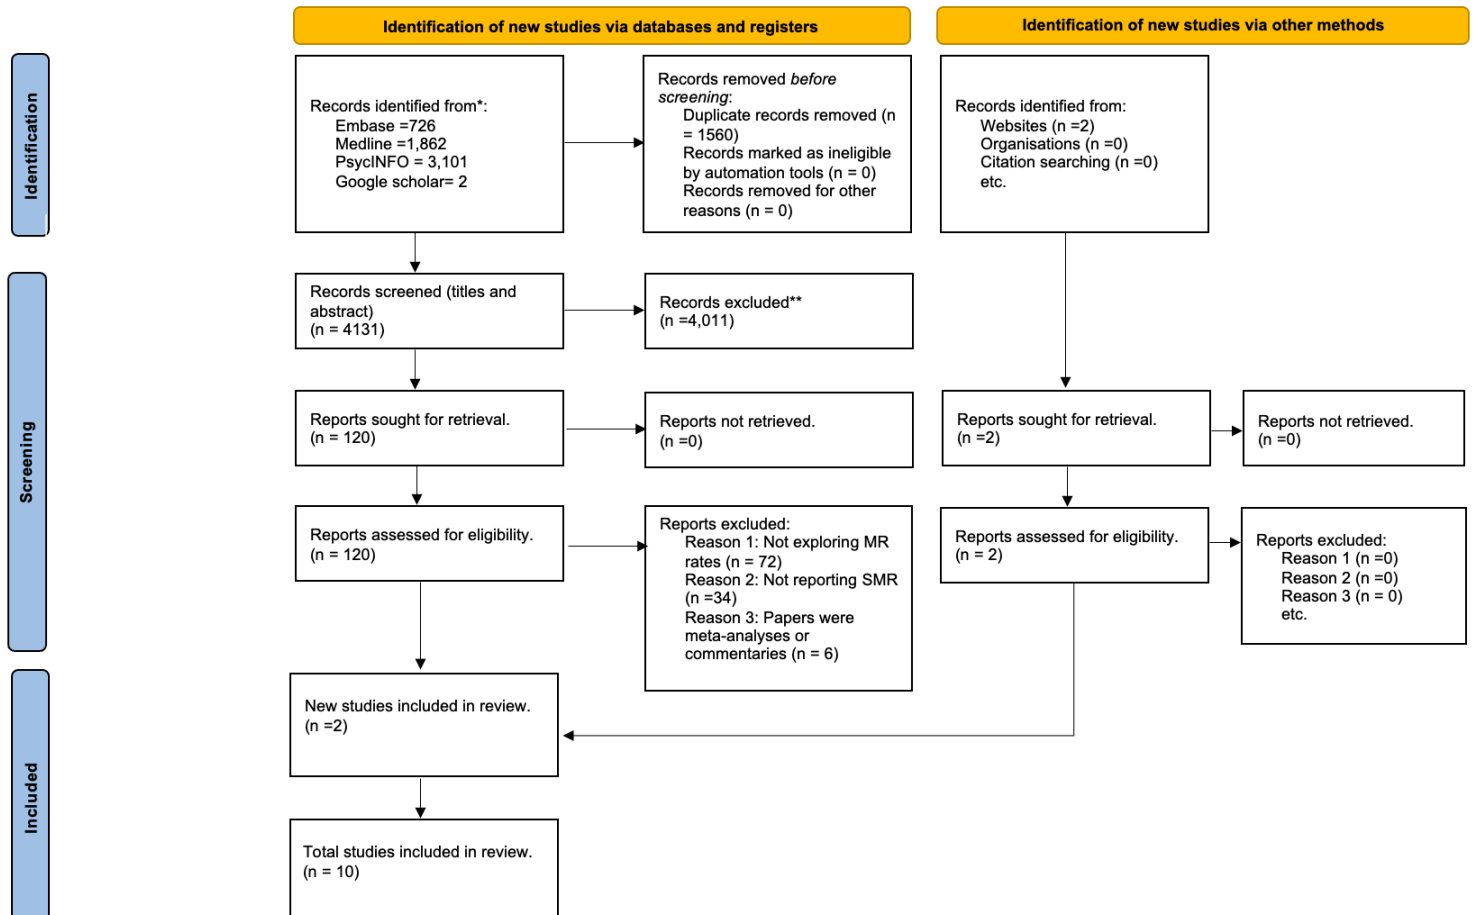 Identification of new studies via databases and registers
Identification of new studies via other methods
Identification
Records identified from*:
Embase =726
Medline =1,862
PsycINFO = 3,101
Google scholar= 2
Records removed before
screening:
Duplicate records removed (n
= 1560)
Records marked as ineligible
by automation tools (n = 0)
Records removed for other
reasons (n = 0)
Records identified from:
Websites (n =2)
Organisations (n =0)
Citation searching (n =0)
etc.
Screening
Records screened (titles and
abstract)
(n = 4131)
Records excluded**
(n =4,011)
Reports sought for retrieval.
(n = 120)
Reports not retrieved.
(n =0)
Reports sought for retrieval.
(n =2)
Reports not retrieved.
(n =0)
Reports assessed for eligibility.
(n = 120)
Reports excluded:
Reason 1: Not exploring MR
rates (n = 72)
Reason 2: Not reporting SMR
(n =34)
Reason 3: Papers were
meta-analyses or
commentaries (n = 6)
Reports assessed for eligibility.
(n = 2)
Reports excluded:
Reason 1 (n =0)
Reason 2 (n =0)
Reason 3 (n = 0)
etc.
Included
New studies included in review.
(n =2)
Total studies included in review.
(n = 10)